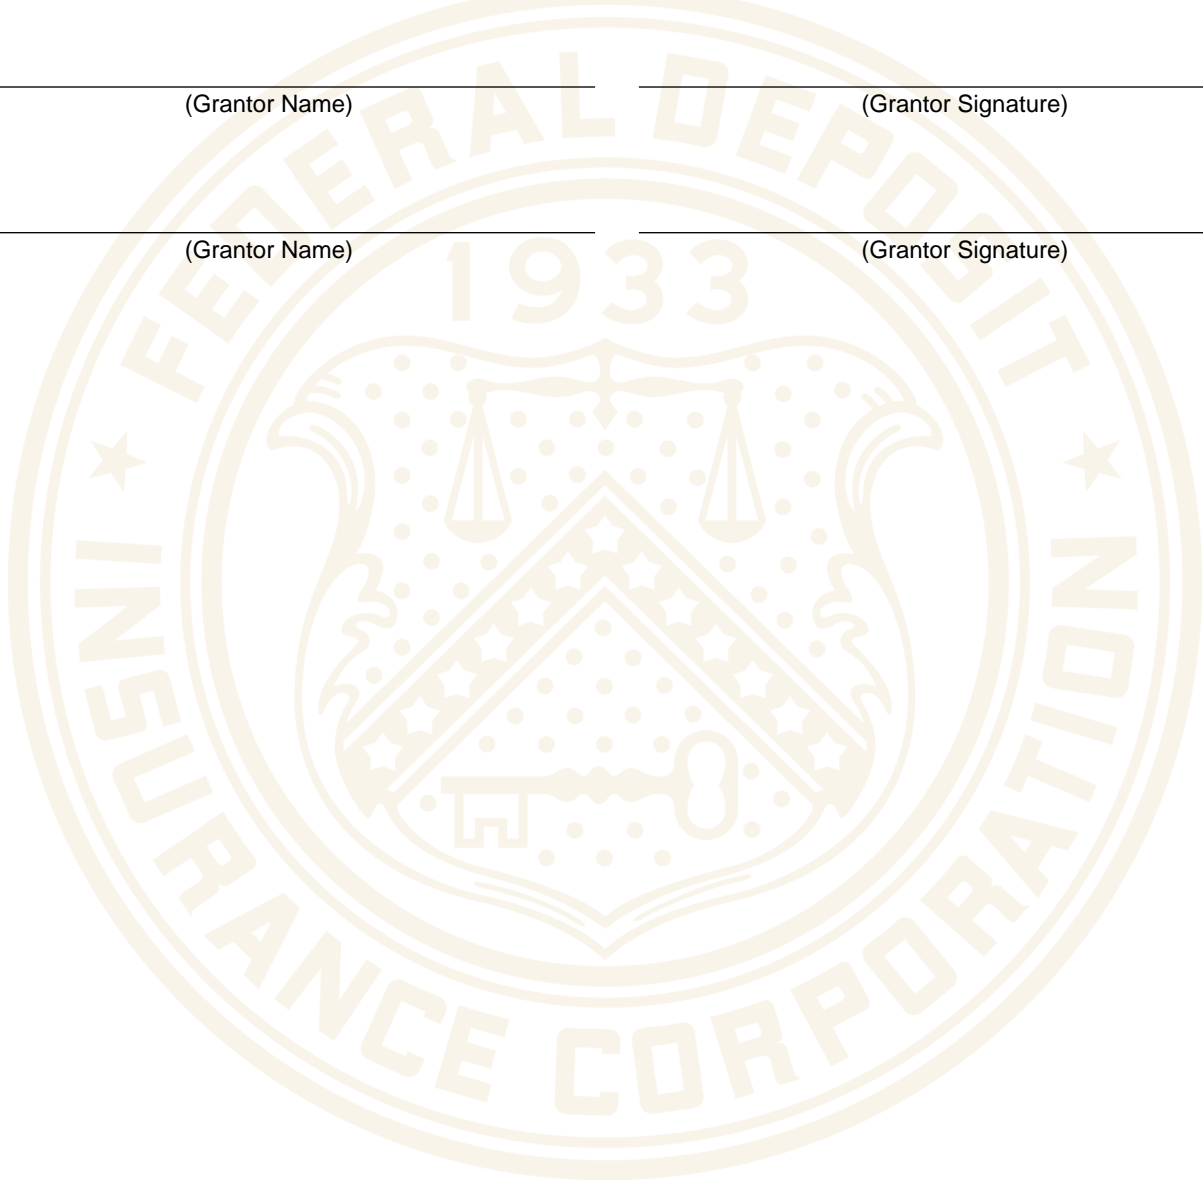 (Grantor Name) (Grantor Signature)
(Grantor Name) (Grantor Signature)
FEDERAL DEPOSIT
1933
INSURANCE CORPORATION